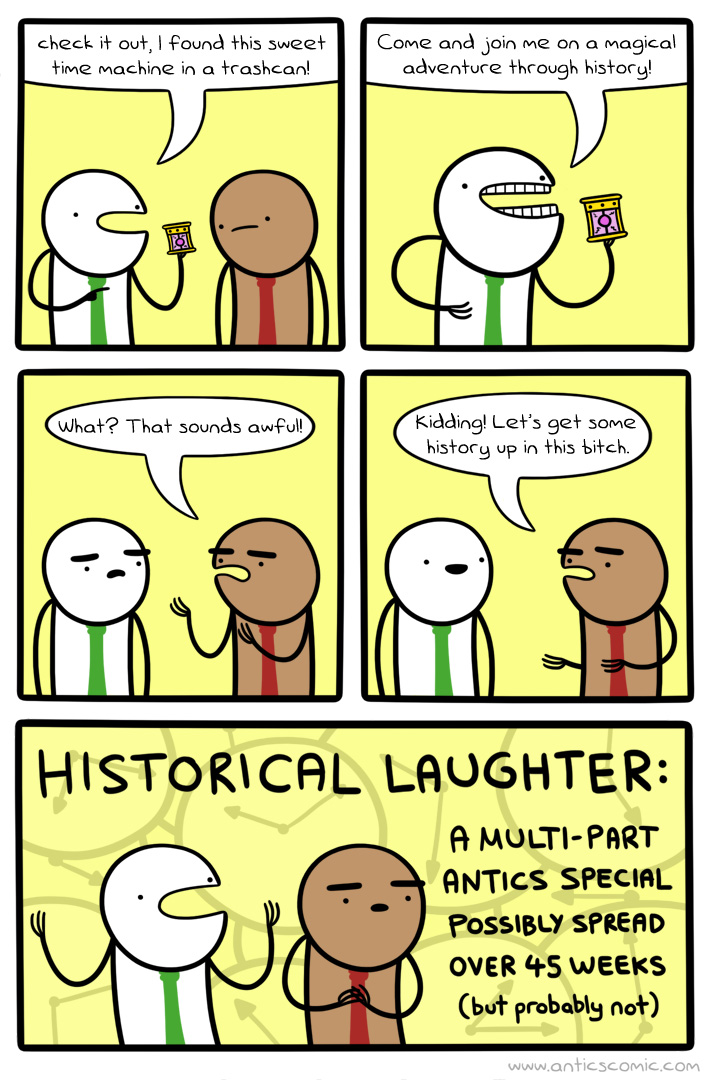 check it out, I found this sweet
time machine in a trashcan!
Come and join me on a magical
adventure through history!
What? That sounds awful!
Kidding! Let's get some
history up in this bitch.
HISTORICAL LAUGHTER:
A MULTI-PART
ANTICS SPECIAL
POSSIBLY SPREAD
OVER 45 WEEKS
(but probably not)
www.anticscomic.com